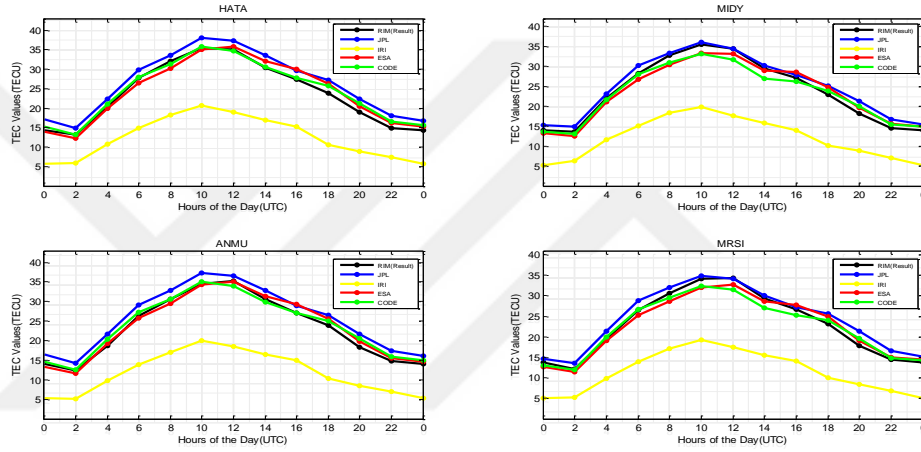 HATA
TEC Values(TECU)
40
35
30
25
20
15
10
5
0 2 4 6 8 10 12 14 16 18 20 22 0
Hours of the Day(UTC)
RIM(Result)
JPL
IRI
ESA
CODE
MIDY
TEC Values(TECU)
40
35
30
25
20
15
10
5
0 2 4 6 8 10 12 14 16 18 20 22 0
Hours of the Day(UTC)
RIM(Result)
JPL
IRI
ESA
CODE
ANMU
TEC Values(TECU)
40
35
30
25
20
15
10
5
0 2 4 6 8 10 12 14 16 18 20 22 0
Hours of the Day(UTC)
RIM(Result)
JPL
IRI
ESA
CODE
MRSI
TEC Values(TECU)
40
35
30
25
20
15
10
5
0 2 4 6 8 10 12 14 16 18 20 22 0
Hours of the Day(UTC)
RIM(Result)
JPL
IRI
ESA
CODE